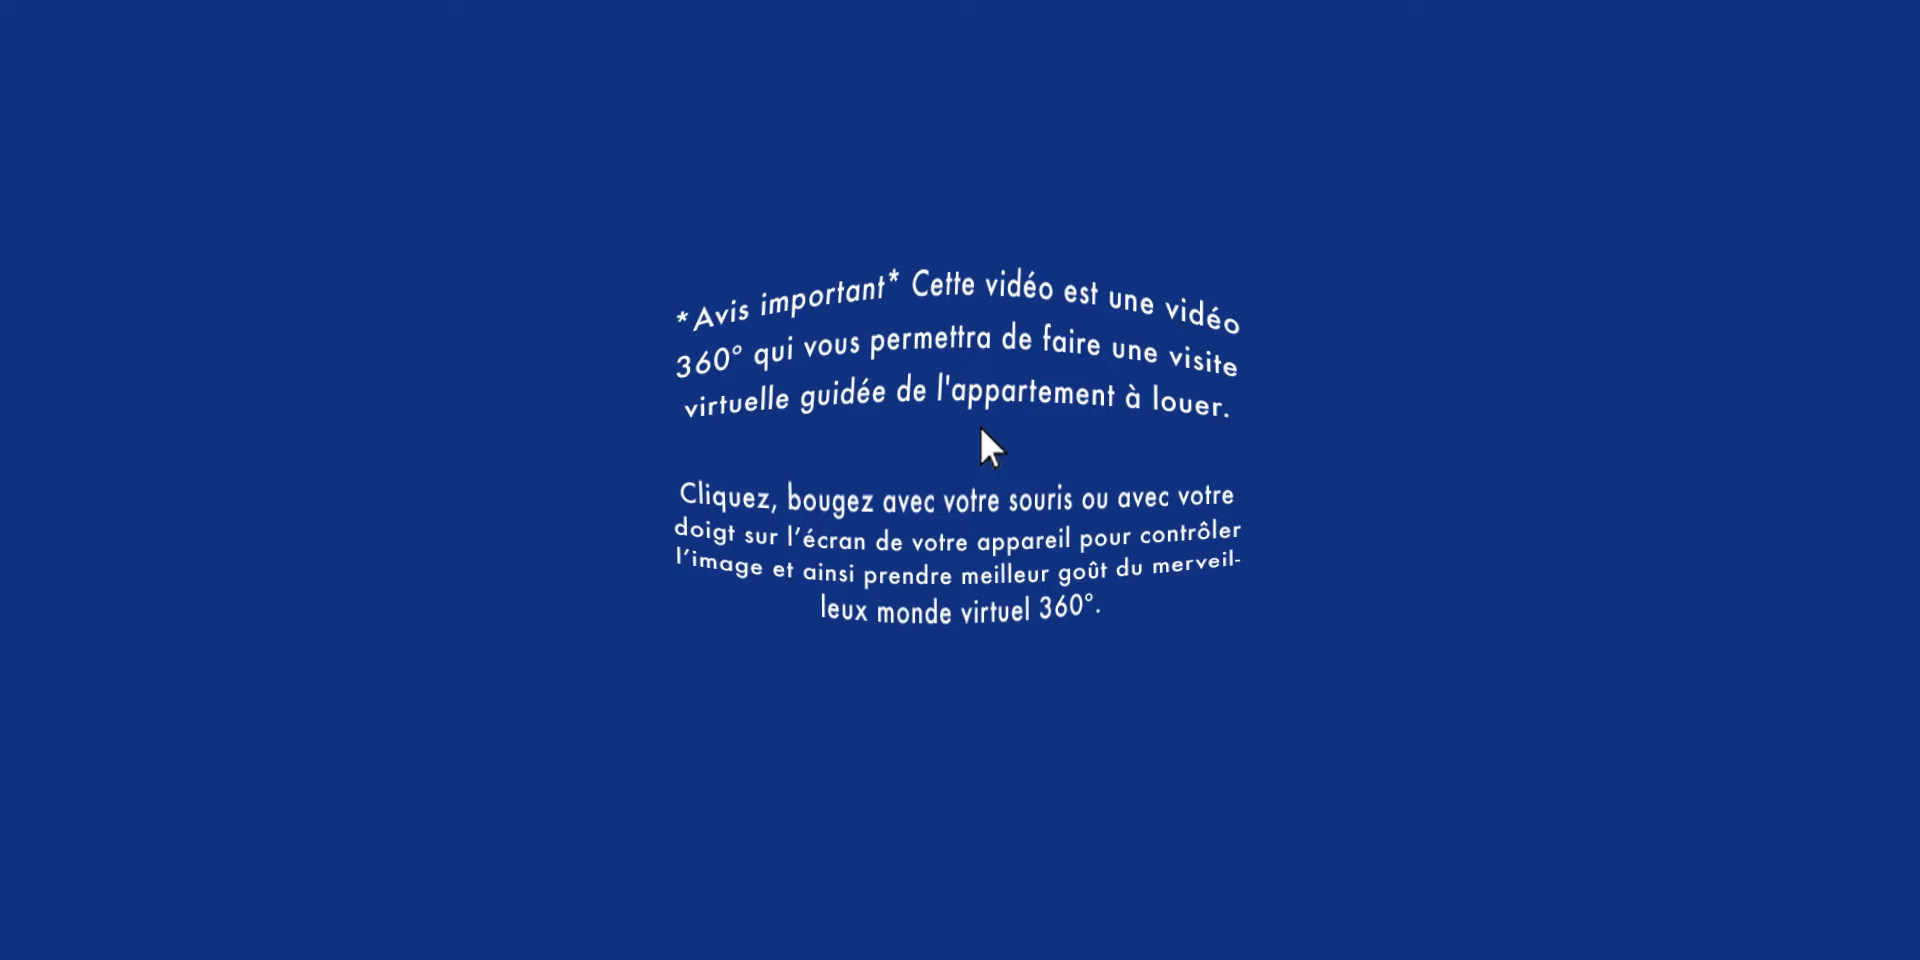 *Avis important* Cette vidéo est une vidéo
360° qui vous permettra de faire une visite
virtuelle guidée de l'appartement à louer.
Cliquez, bougez avec votre souris ou avec votre
doigt sur l’écran de votre appareil pour contrôler
l’image et ainsi prendre meilleur goût du merveil-
leux monde virtuel 360°.